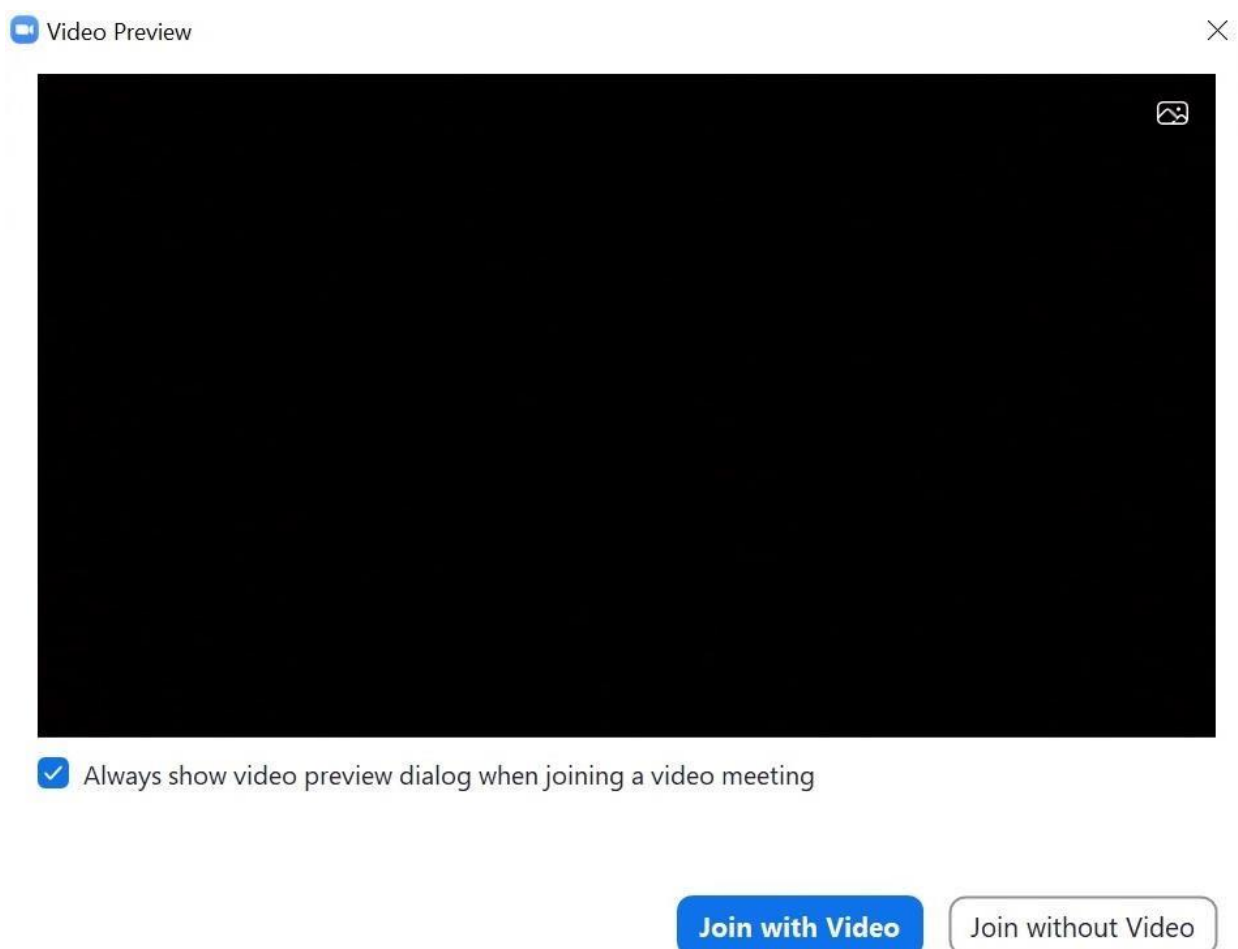 Video Preview
Always show video preview dialog when joining a video meeting
Join with Video
Join without Video